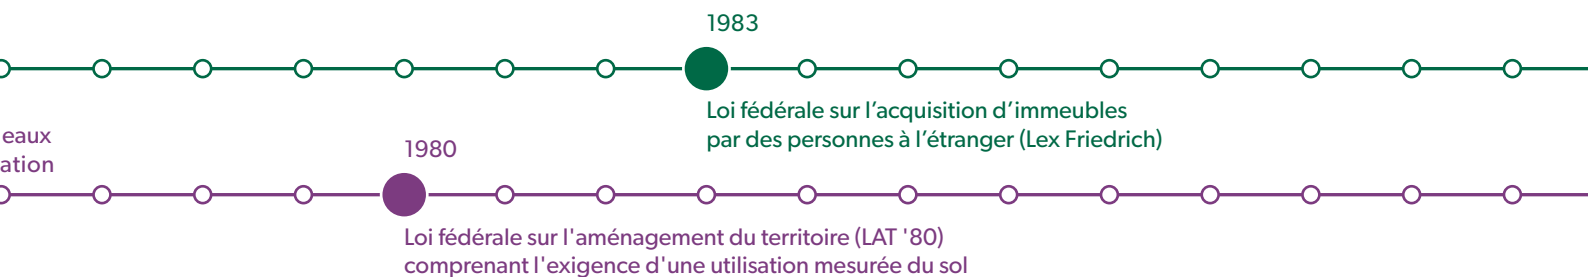 1983
Loi fédérale sur l’acquisition d’immeubles
par des personnes à l’étranger (Lex Friedrich)
eaux
ation
1980
Loi fédérale sur l'aménagement du territoire (LAT '80)
comprenant l'exigence d'une utilisation mesurée du sol